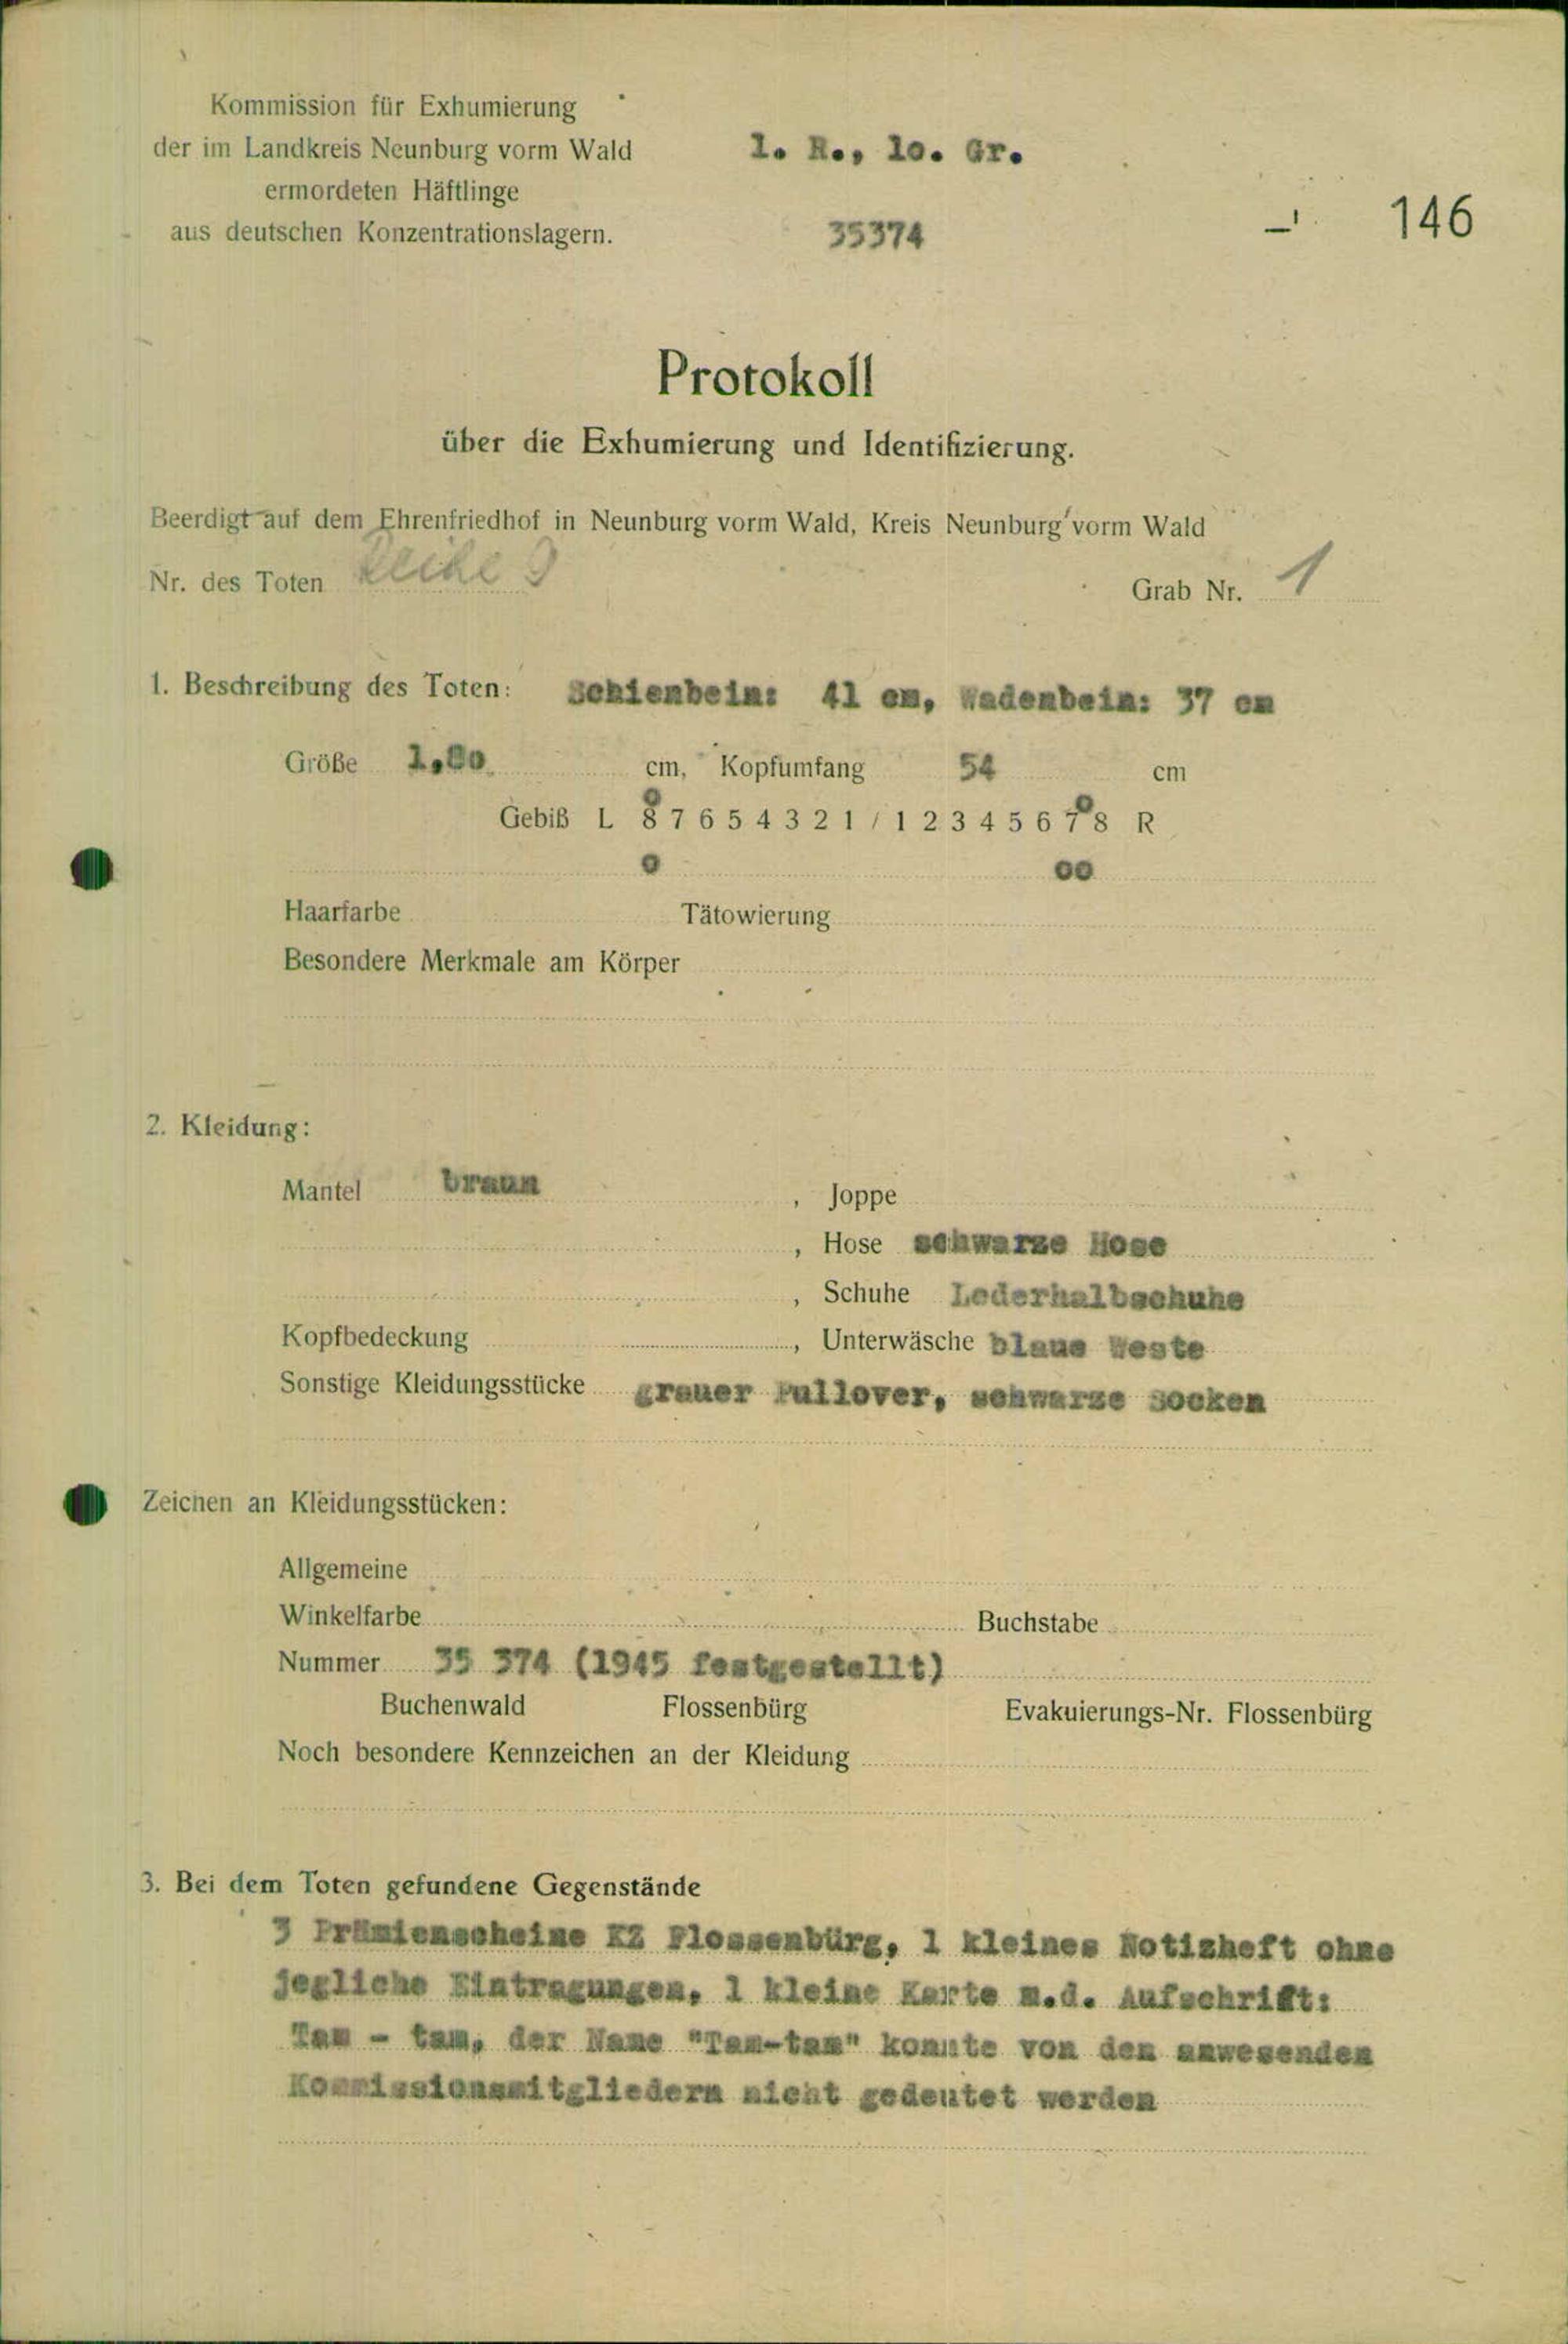 Kommission für Exhumierung
der im Landkreis Neunburg vorm Wald
ermordeten Häftlinge
aus deutschen Konzentrationslagern.
1. R., 1o. Gr.
35374
146
Protokoll
über die Exhumierung und Identifizierung.
Beerdigt auf dem Ehrenfriedhof in Neunburg vorm Wald, Kreis Neunburg vorm Wald
Nr. des Toten Reihe 9 Grab Nr. 1
1. Beschreibung des Toten: Schienbein: 41 cm, Wadenbein: 37 cm
Größe 1,80 cm, Kopfumfang 54 cm
o o
Gebiß L 8 7 6 5 4 3 2 1 / 1 2 3 4 5 6 7 8 R
o oo
Haarfarbe Tätowierung
Besondere Merkmale am Körper
2. Kleidung:
Mantel braun , Joppe
, Hose schwarze Hose
, Schuhe Lederhalbschuhe
Kopfbedeckung , Unterwäsche blaue Weste
Sonstige Kleidungsstücke grauer Pullover, schwarze Socken
Zeichen an Kleidungsstücken:
Allgemeine
Winkelfarbe Buchstabe
Nummer 35 374 (1945 festgestellt)
Buchenwald Flossenbürg Evakuierungs-Nr. Flossenbürg
Noch besondere Kennzeichen an der Kleidung
3. Bei dem Toten gefundene Gegenstände
3 Prämienscheine KZ Flossenbürg, 1 kleines Notizheft ohne
jegliche Eintragungen, 1 kleine Karte m.d. Aufschrift:
Tam - tam, der Name "Tam-tam" konnte von den anwesenden
Kommissionsmitgliedern nicht gedeutet werden